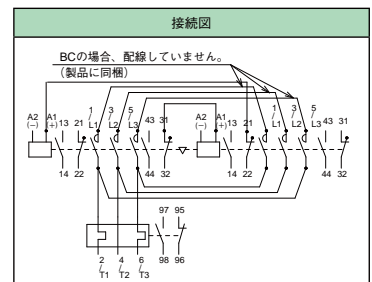 接続図
BCの場合、配線していません。
(製品に同梱)
A2 A1 13 21 1 3 5 43 31 A2 A1 13 21 1 3 5 43 31
(−) (+) /L1 /L2 /L3 (−) (+) /L1 /L2 /L3
14 22 44 32 14 22 44 32
97 95
98 96
2 4 6
/T1 /T2 /T3